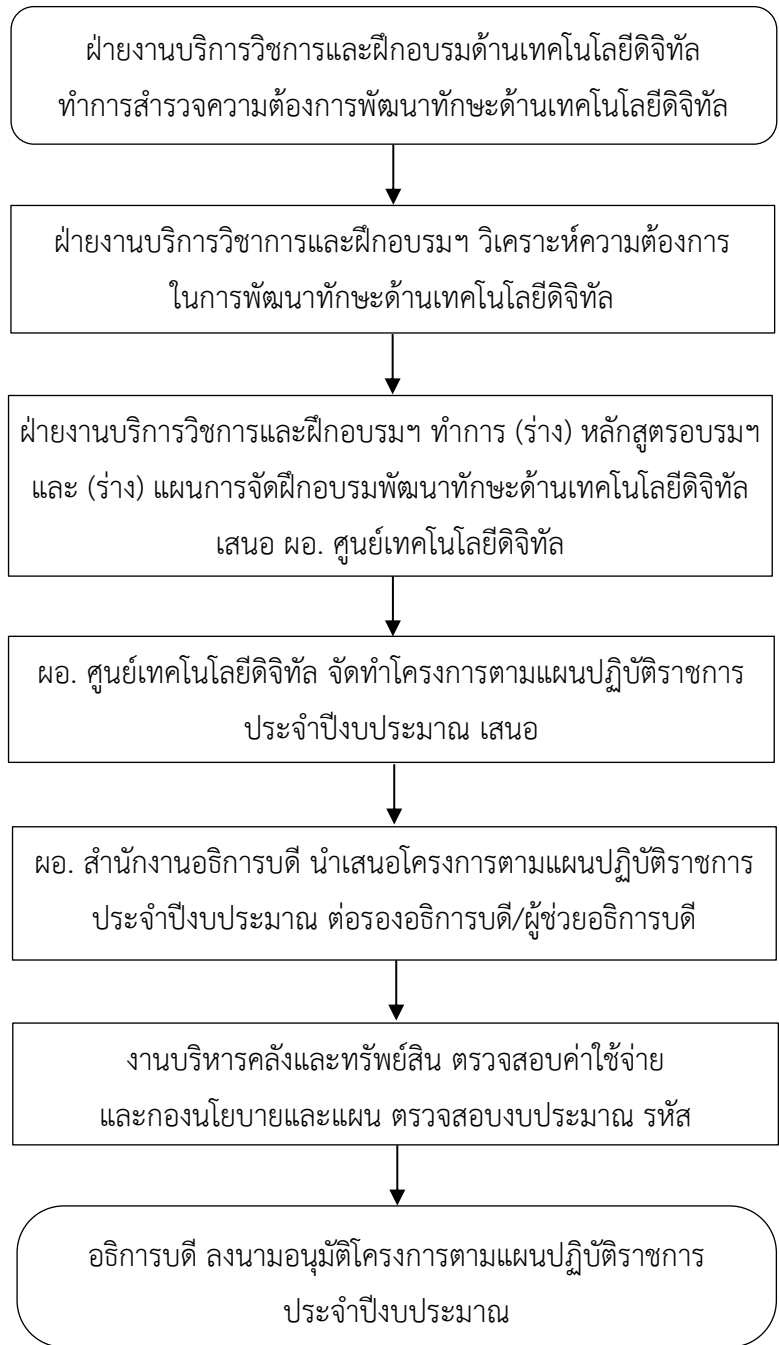 ฝ่ายงานบริการวิชการและฝึกอบรมด้านเทคโนโลยีดิจิทัล
ทำการสำรวจความต้องการพัฒนาทักษะด้านเทคโนโลยีดิจิทัล
ฝ่ายงานบริการวิชาการและฝึกอบรมฯ วิเคราะห์ความต้องการ
ในการพัฒนาทักษะด้านเทคโนโลยีดิจิทัล
ฝ่ายงานบริการวิชการและฝึกอบรมฯ ทำการ (ร่าง) หลักสูตรอบรมฯ
และ (ร่าง) แผนการจัดฝึกอบรมพัฒนาทักษะด้านเทคโนโลยีดิจิทัล
เสนอ ผอ. ศูนย์เทคโนโลยีดิจิทัล
ผอ. ศูนย์เทคโนโลยีดิจิทัล จัดทำโครงการตามแผนปฏิบัติราชการ
ประจำปีงบประมาณ เสนอ
ผอ. สำนักงานอธิการบดี นำเสนอโครงการตามแผนปฏิบัติราชการ
ประจำปีงบประมาณ ต่อรองอธิการบดี/ผู้ช่วยอธิการบดี
งานบริหารคลังและทรัพย์สิน ตรวจสอบค่าใช้จ่าย
และกองนโยบายและแผน ตรวจสอบงบประมาณ รหัส
อธิการบดี ลงนามอนุมัติโครงการตามแผนปฏิบัติราชการ
ประจำปีงบประมาณ